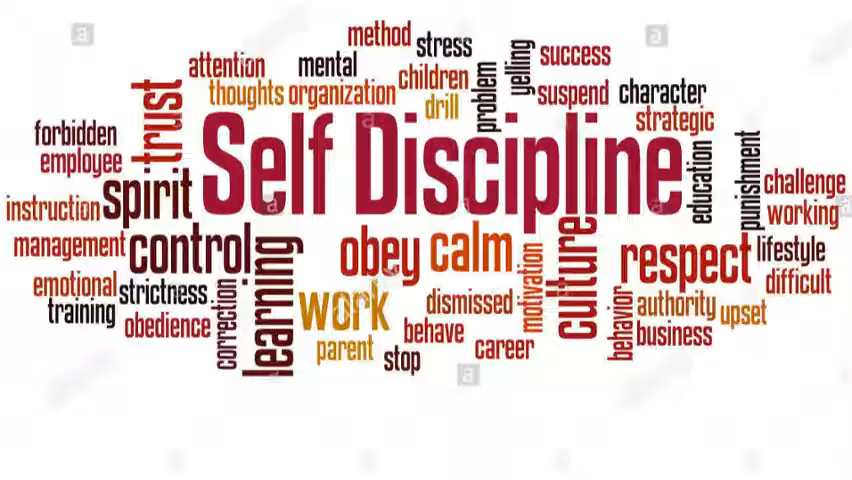 method
stress
yelling
success
attention
mental
children
problem
thoughts
organization
drill
suspend
character
strategic
trust
forbidden
employee
Self Discipline
education
punishment
challenge
working
instruction
spirit
management
control
learning
obey
calm
motivation
culture
respect
lifestyle
difficult
emotional
strictness
training
obedience
correction
work
dismissed
behavior
authority
upset
parent
stop
behave
career
business
a
a
a
a